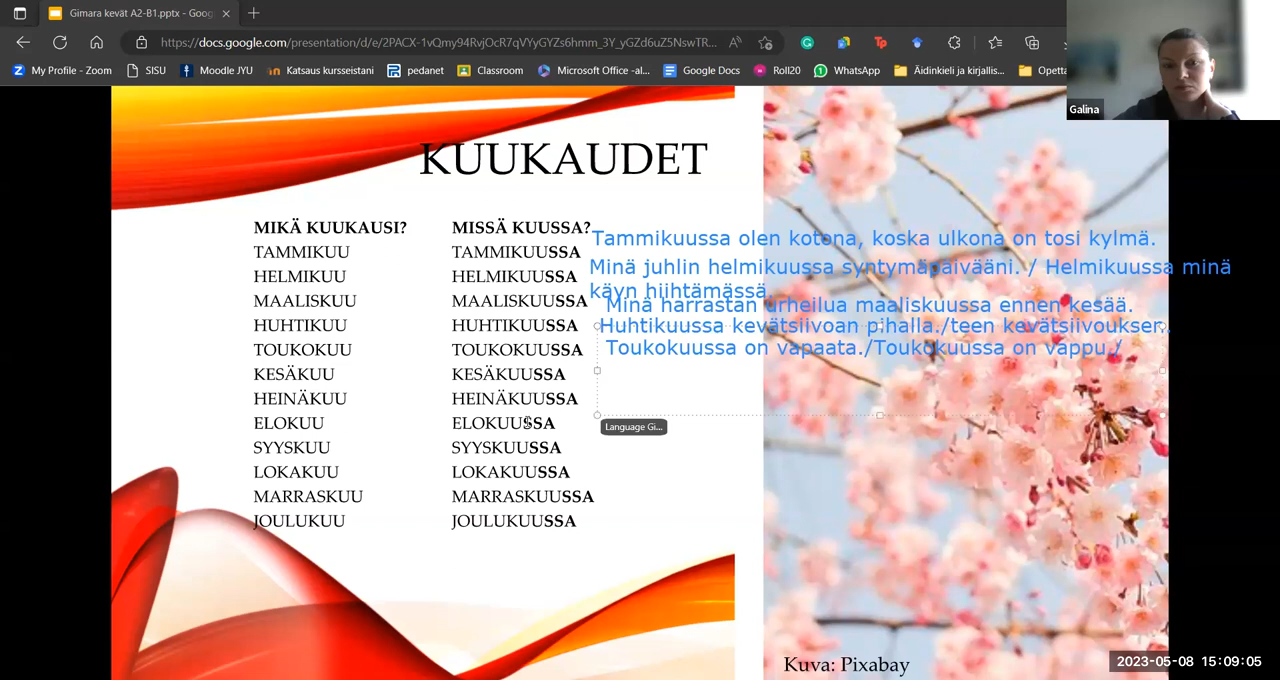 Gimara kevät A2-B1.pptx - Goog
https://docs.google.com/presentation/d/e/2PACX-1vQmy94RvjOcR7qVYyGYZs6hmm_3Y_yGZd6uZ5NswTR...
My Profile - Zoom SISU Moodle JYU Katsaus kursseistani pedanet Classroom Microsoft Office -al... Google Docs Roll20 WhatsApp Äidinkieli ja kirjallis... Opetta
Galina
KUUKAUDET
MIKÄ KUUKAUSI? MISSÄ KUUSSA?
TAMMIKUU TAMMIKUUSSA
HELMIKUU HELMIKUUSSA
MAALISKUU MAALISKUUSSA
HUHTIKUU HUHTIKUUSSA
TOUKOKUU TOUKOKUUSSA
KESÄKUU KESÄKUUSSA
HEINÄKUU HEINÄKUUSSA
ELOKUU ELOKUUSSA
SYYSKUU SYYSKUUSSA
LOKAKUU LOKAKUUSSA
MARRASKUU MARRASKUUSSA
JOULUKUU JOULUKUUSSA
Tammikuussa olen kotona, koska ulkona on tosi kylmä.
Minä juhlin helmikuussa syntymäpäivääni. / Helmikuussa minä
käyn hiihtämässä.
Minä harrastan urheilua maaliskuussa ennen kesää.
Huhtikuussa kevätsiivoan pihalla./teen kevätsiivouksen.
Toukokuussa on vapaata./Toukokuussa on vappu./
Language Gi...
Kuva: Pixabay
2023-05-08 15:09:05